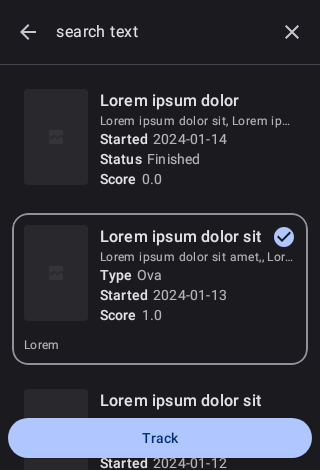 search text
Lorem ipsum dolor
Lorem ipsum dolor sit, Lorem ip…
Started 2024-01-14
Status Finished
Score 0.0
Lorem ipsum dolor sit
Lorem ipsum dolor sit amet,, Lor…
Type Ova
Started 2024-01-13
Score 1.0
Lorem
Lorem ipsum dolor sit
Track
Started 2024-01-12